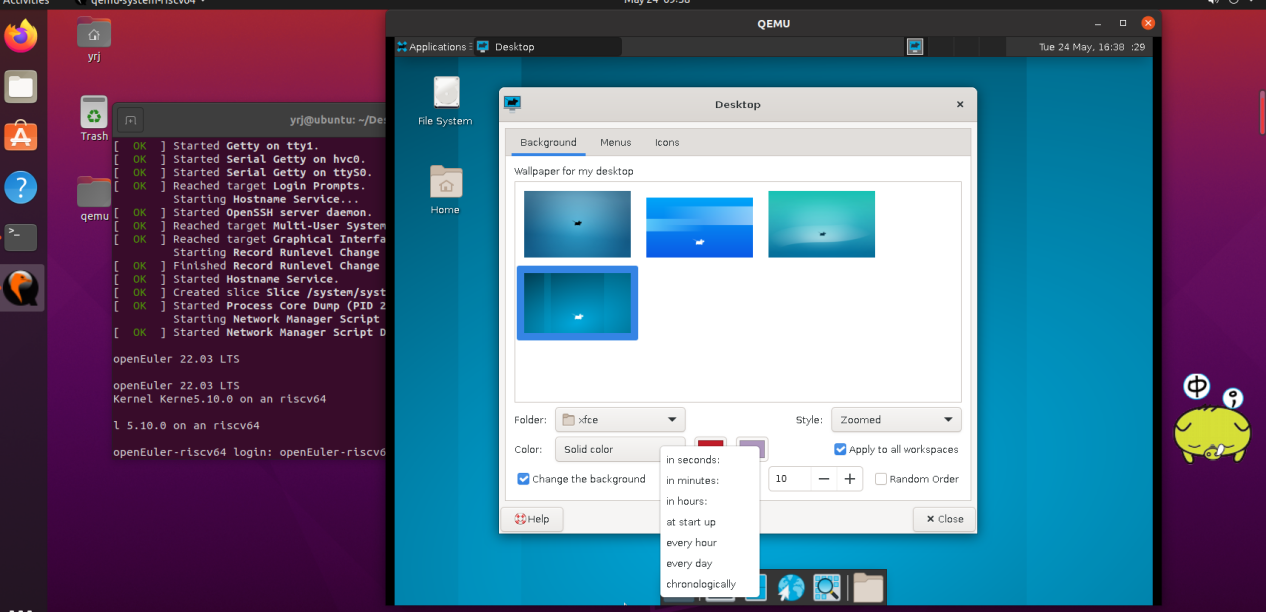 Activities
qemu-system-riscv64
May 24 09:38
yrj
Trash
qemu
yrj@ubuntu: ~/Des
[  OK  ] Started Getty on tty1.
[  OK  ] Started Serial Getty on hvc0.
[  OK  ] Started Serial Getty on ttyS0.
[  OK  ] Reached target Login Prompts.
Starting Hostname Service...
[  OK  ] Started OpenSSH server daemon.
[  OK  ] Reached target Multi-User System
[  OK  ] Reached target Graphical Interfa
Starting Record Runlevel Change
[  OK  ] Finished Record Runlevel Change
[  OK  ] Started Hostname Service.
[  OK  ] Created slice Slice /system/syst
[  OK  ] Started Process Core Dump (PID 2
Starting Network Manager Script
[  OK  ] Started Network Manager Script D
openEuler 22.03 LTS
openEuler 22.03 LTS
Kernel Kerne5.10.0 on an riscv64
l 5.10.0 on an riscv64
openEuler-riscv64 login: openEuler-riscv6
QEMU
Applications
Desktop
Tue 24 May, 16:38 :29
File System
Home
Desktop
Background
Menus
Icons
Wallpaper for my desktop
Folder:
xfce
Style:
Zoomed
Color:
Solid color
Apply to all workspaces
Change the background
10
Random Order
in seconds:
in minutes:
in hours:
at start up
every hour
every day
chronologically
Help
Close
中